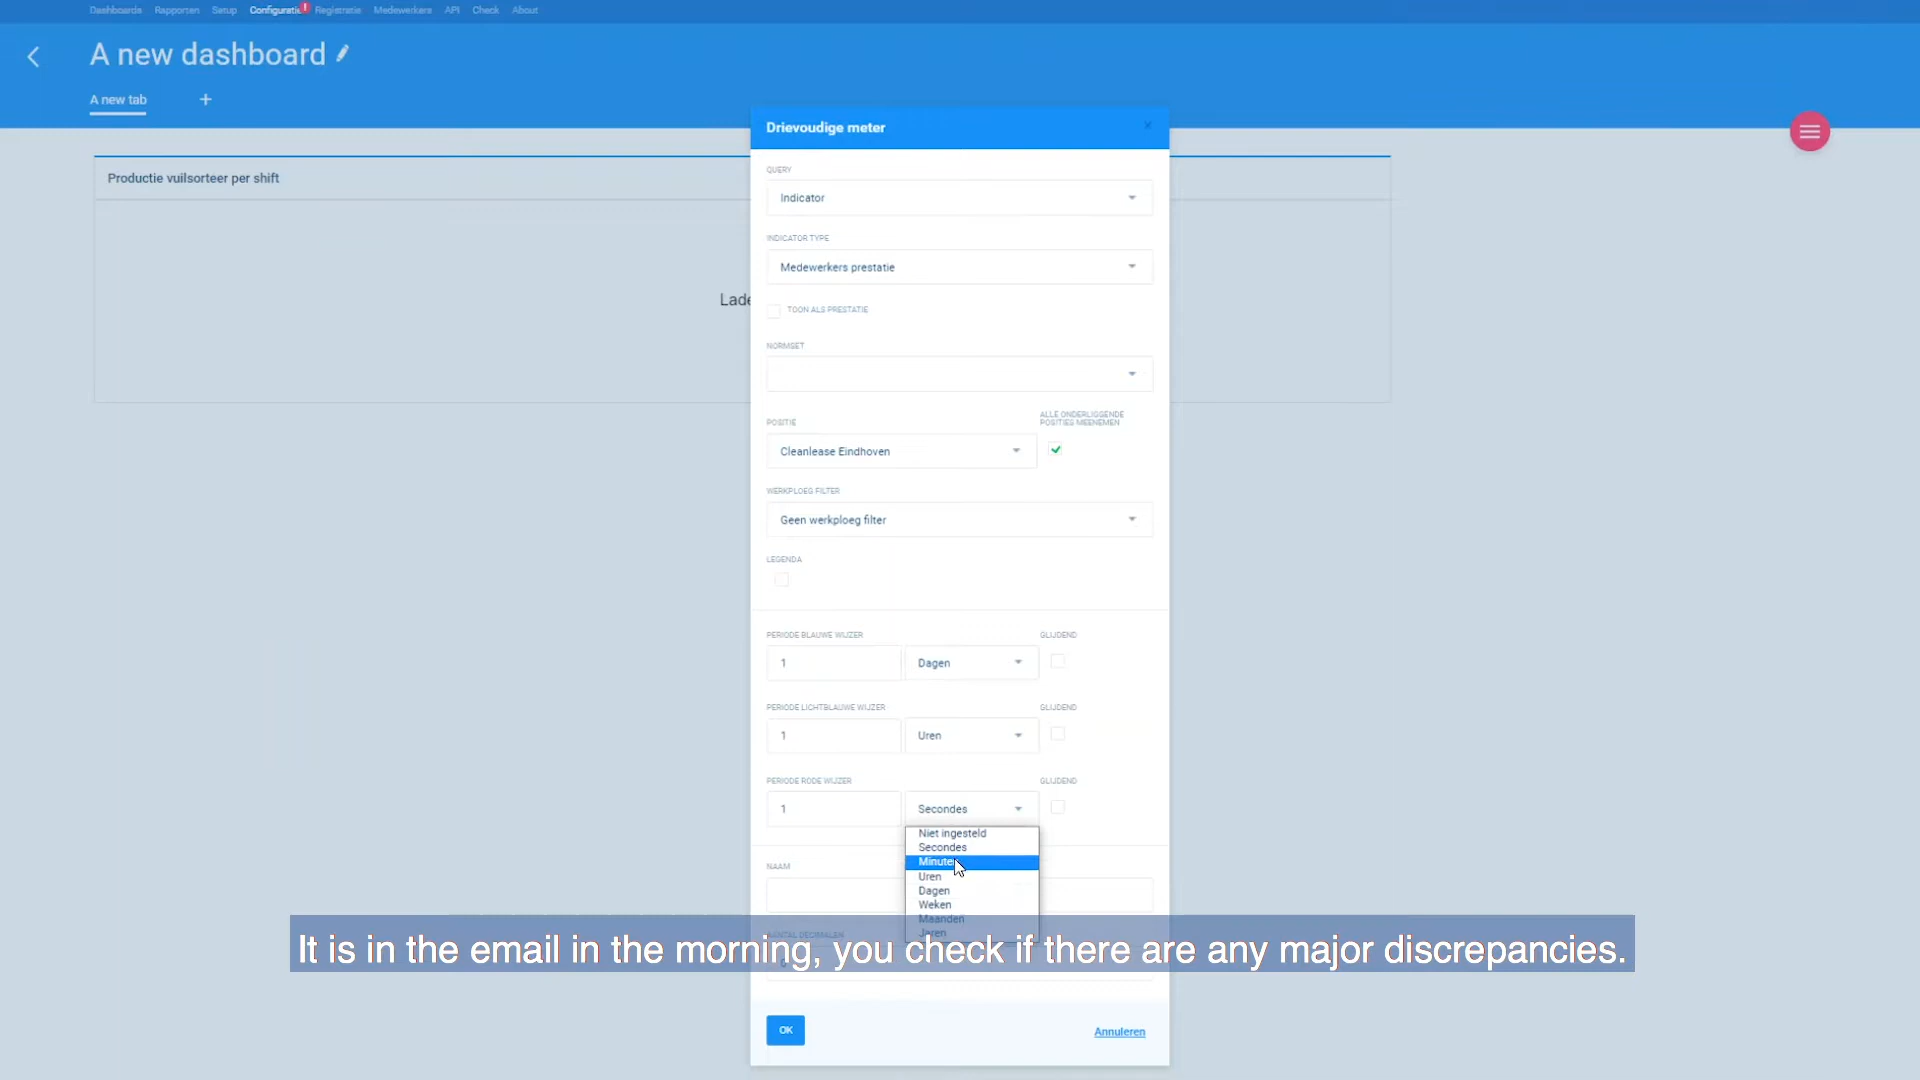 Dashboards Rapporten Setup Configuratie ! Registratie Medewerkers API Check About
A new dashboard
A new tab +
Productie vuilsorteer per shift
Lade
Drievoudige meter x
QUERY
Indicator
INDICATOR TYPE
Medewerkers prestatie
TOON ALS PRESTATIE
NORMSET
POSITIE
ALLE ONDERLIGGENDE
POSITIES MEENEMEN
Cleanlease Eindhoven
WERKPLOEG FILTER
Geen werkploeg filter
LEGENDA
PERIODE BLAUWE WIJZER GLIJDEND
1 Dagen
PERIODE LICHTBLAUWE WIJZER GLIJDEND
1 Uren
PERIODE RODE WIJZER GLIJDEND
1 Secondes
Niet ingesteld
Secondes
Minute
Uren
Dagen
Weken
Maanden
Jaren
NAAM
AANTAL DECIMALEN
It is in the email in the morning, you check if there are any major discrepancies.
OK Annuleren